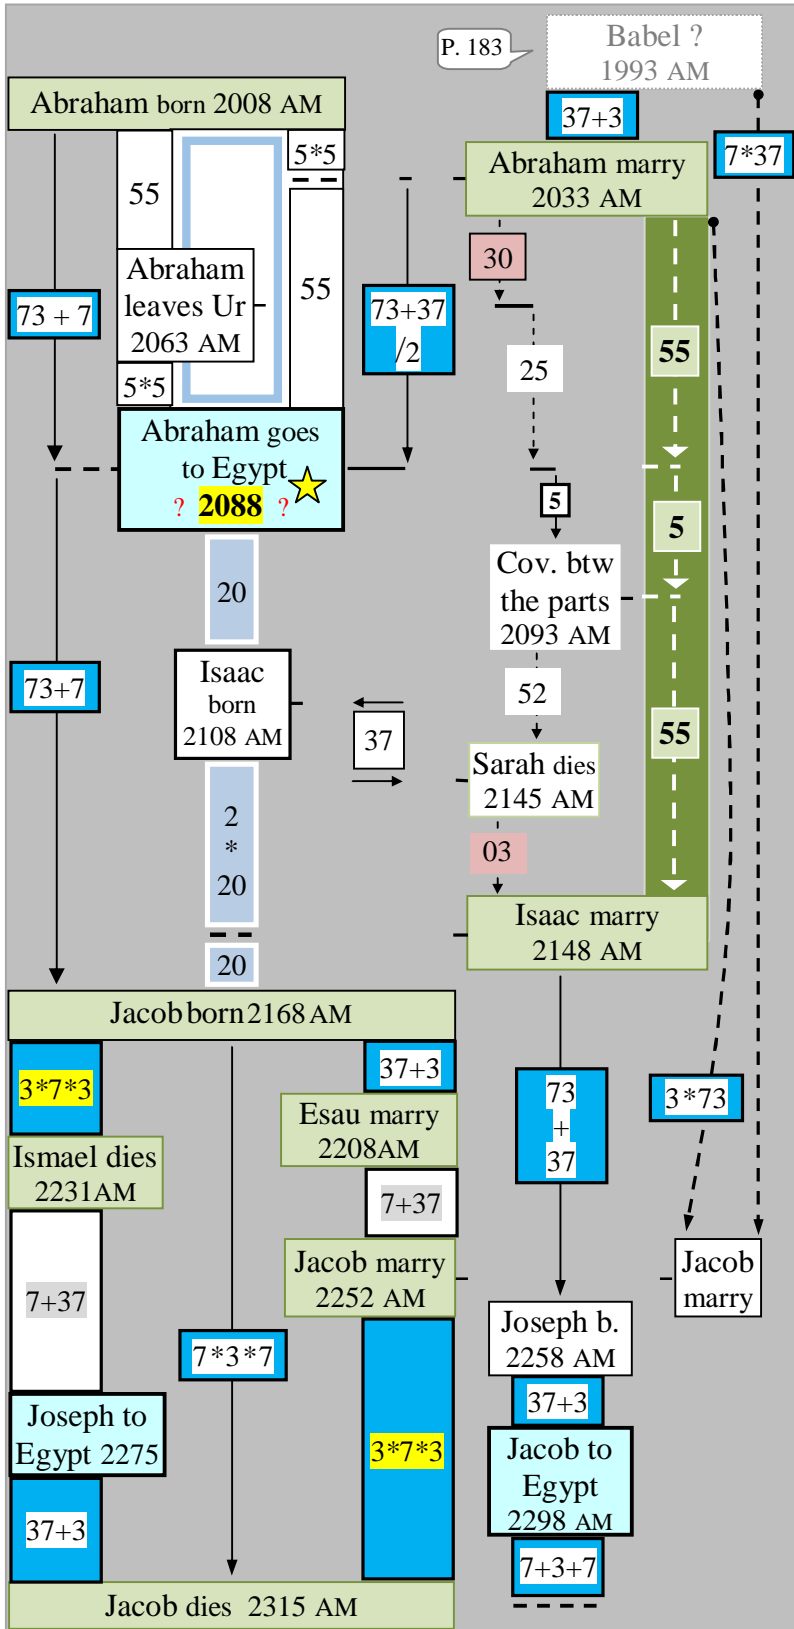 Babel ?
1993 AM
P. 183
Abraham born 2008 AM
37+3
7*37
5*5
55
Abraham marry
2033 AM
30
Abraham
leaves Ur
2063 AM
55
73 + 7
73+37
/2
55
25
5*5
Abraham goes
to Egypt
? 2088 ?
5
5
Cov. btw
the parts
2093 AM
20
Isaac
born
2108 AM
73+7
52
37
55
Sarah dies
2145 AM
2
*
20
03
Isaac marry
2148 AM
20
Jacob born 2168 AM
37+3
3*7*3
73
+
37
3*73
Esau marry
2208AM
Ismael dies
2231AM
7+37
Jacob marry
2252 AM
Jacob
marry
7+37
Joseph b.
2258 AM
7*3*7
37+3
Joseph to
Egypt 2275
3*7*3
Jacob to
Egypt
2298 AM
37+3
7+3+7
Jacob dies 2315 AM